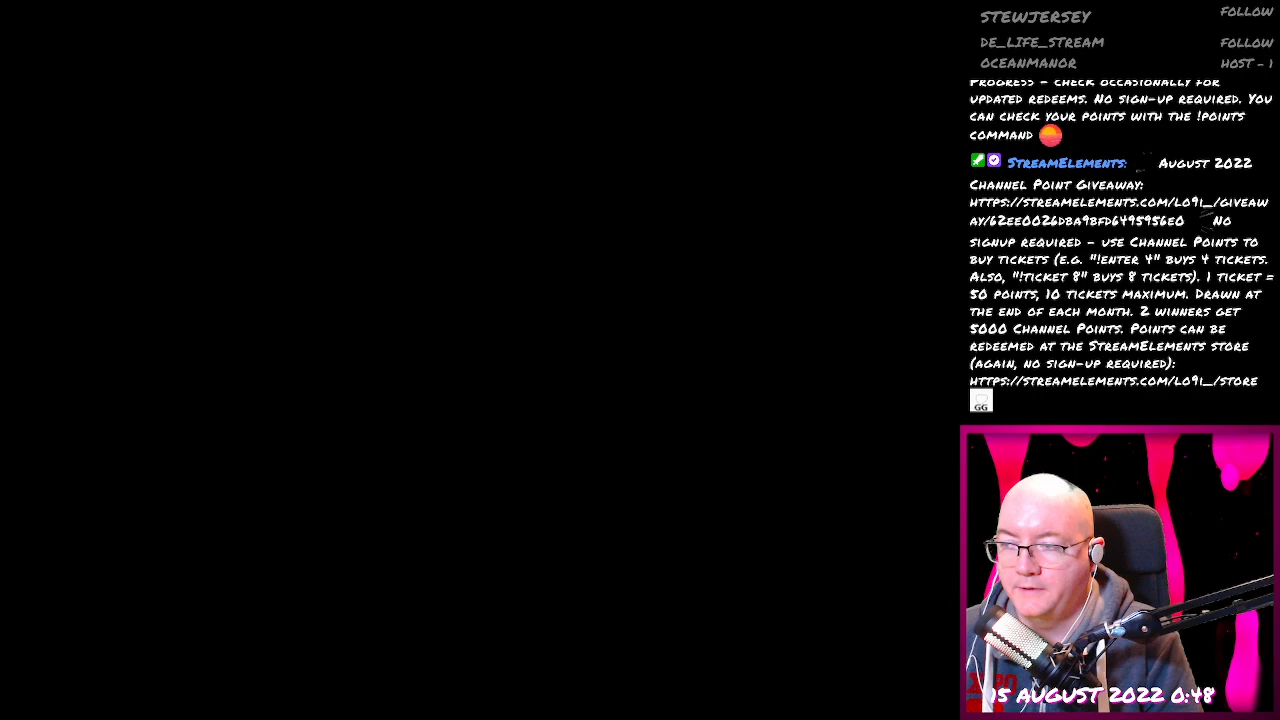 STEWJERSEY FOLLOW
DE_LIFE_STREAM FOLLOW
OCEANMANOR HOST - 1
PROGRESS - CHECK OCCASIONALLY FOR
UPDATED REDEEMS. NO SIGN-UP REQUIRED. YOU
CAN CHECK YOUR POINTS WITH THE !POINTS
COMMAND
STREAMELEMENTS: AUGUST 2022
CHANNEL POINT GIVEAWAY:
HTTPS://STREAMELEMENTS.COM/LO9I_/GIVEAW
AY/62EE0026DBA9BFD6495956E0 NO
SIGNUP REQUIRED - USE CHANNEL POINTS TO
BUY TICKETS (E.G. "!ENTER 4" BUYS 4 TICKETS.
ALSO, "!TICKET 8" BUYS 8 TICKETS). 1 TICKET =
50 POINTS, 10 TICKETS MAXIMUM. DRAWN AT
THE END OF EACH MONTH. 2 WINNERS GET
5000 CHANNEL POINTS. POINTS CAN BE
REDEEMED AT THE STREAMELEMENTS STORE
(AGAIN, NO SIGN-UP REQUIRED):
HTTPS://STREAMELEMENTS.COM/LO9I_/STORE
GG
15 AUGUST 2022 0:48